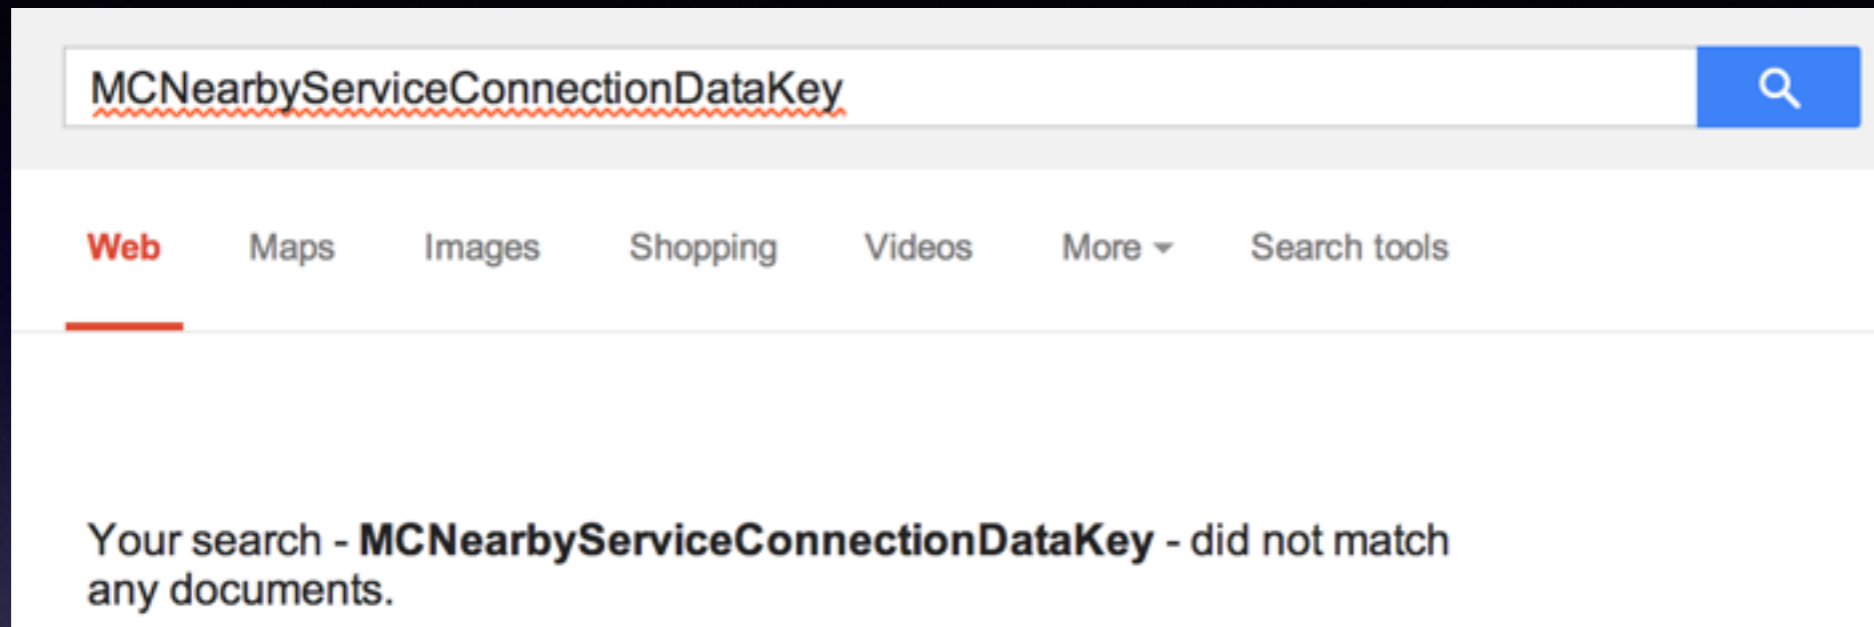 MCNearbyServiceConnectionDataKey
Web Maps Images Shopping Videos More Search tools
Your search - MCNearbyServiceConnectionDataKey - did not match
any documents.